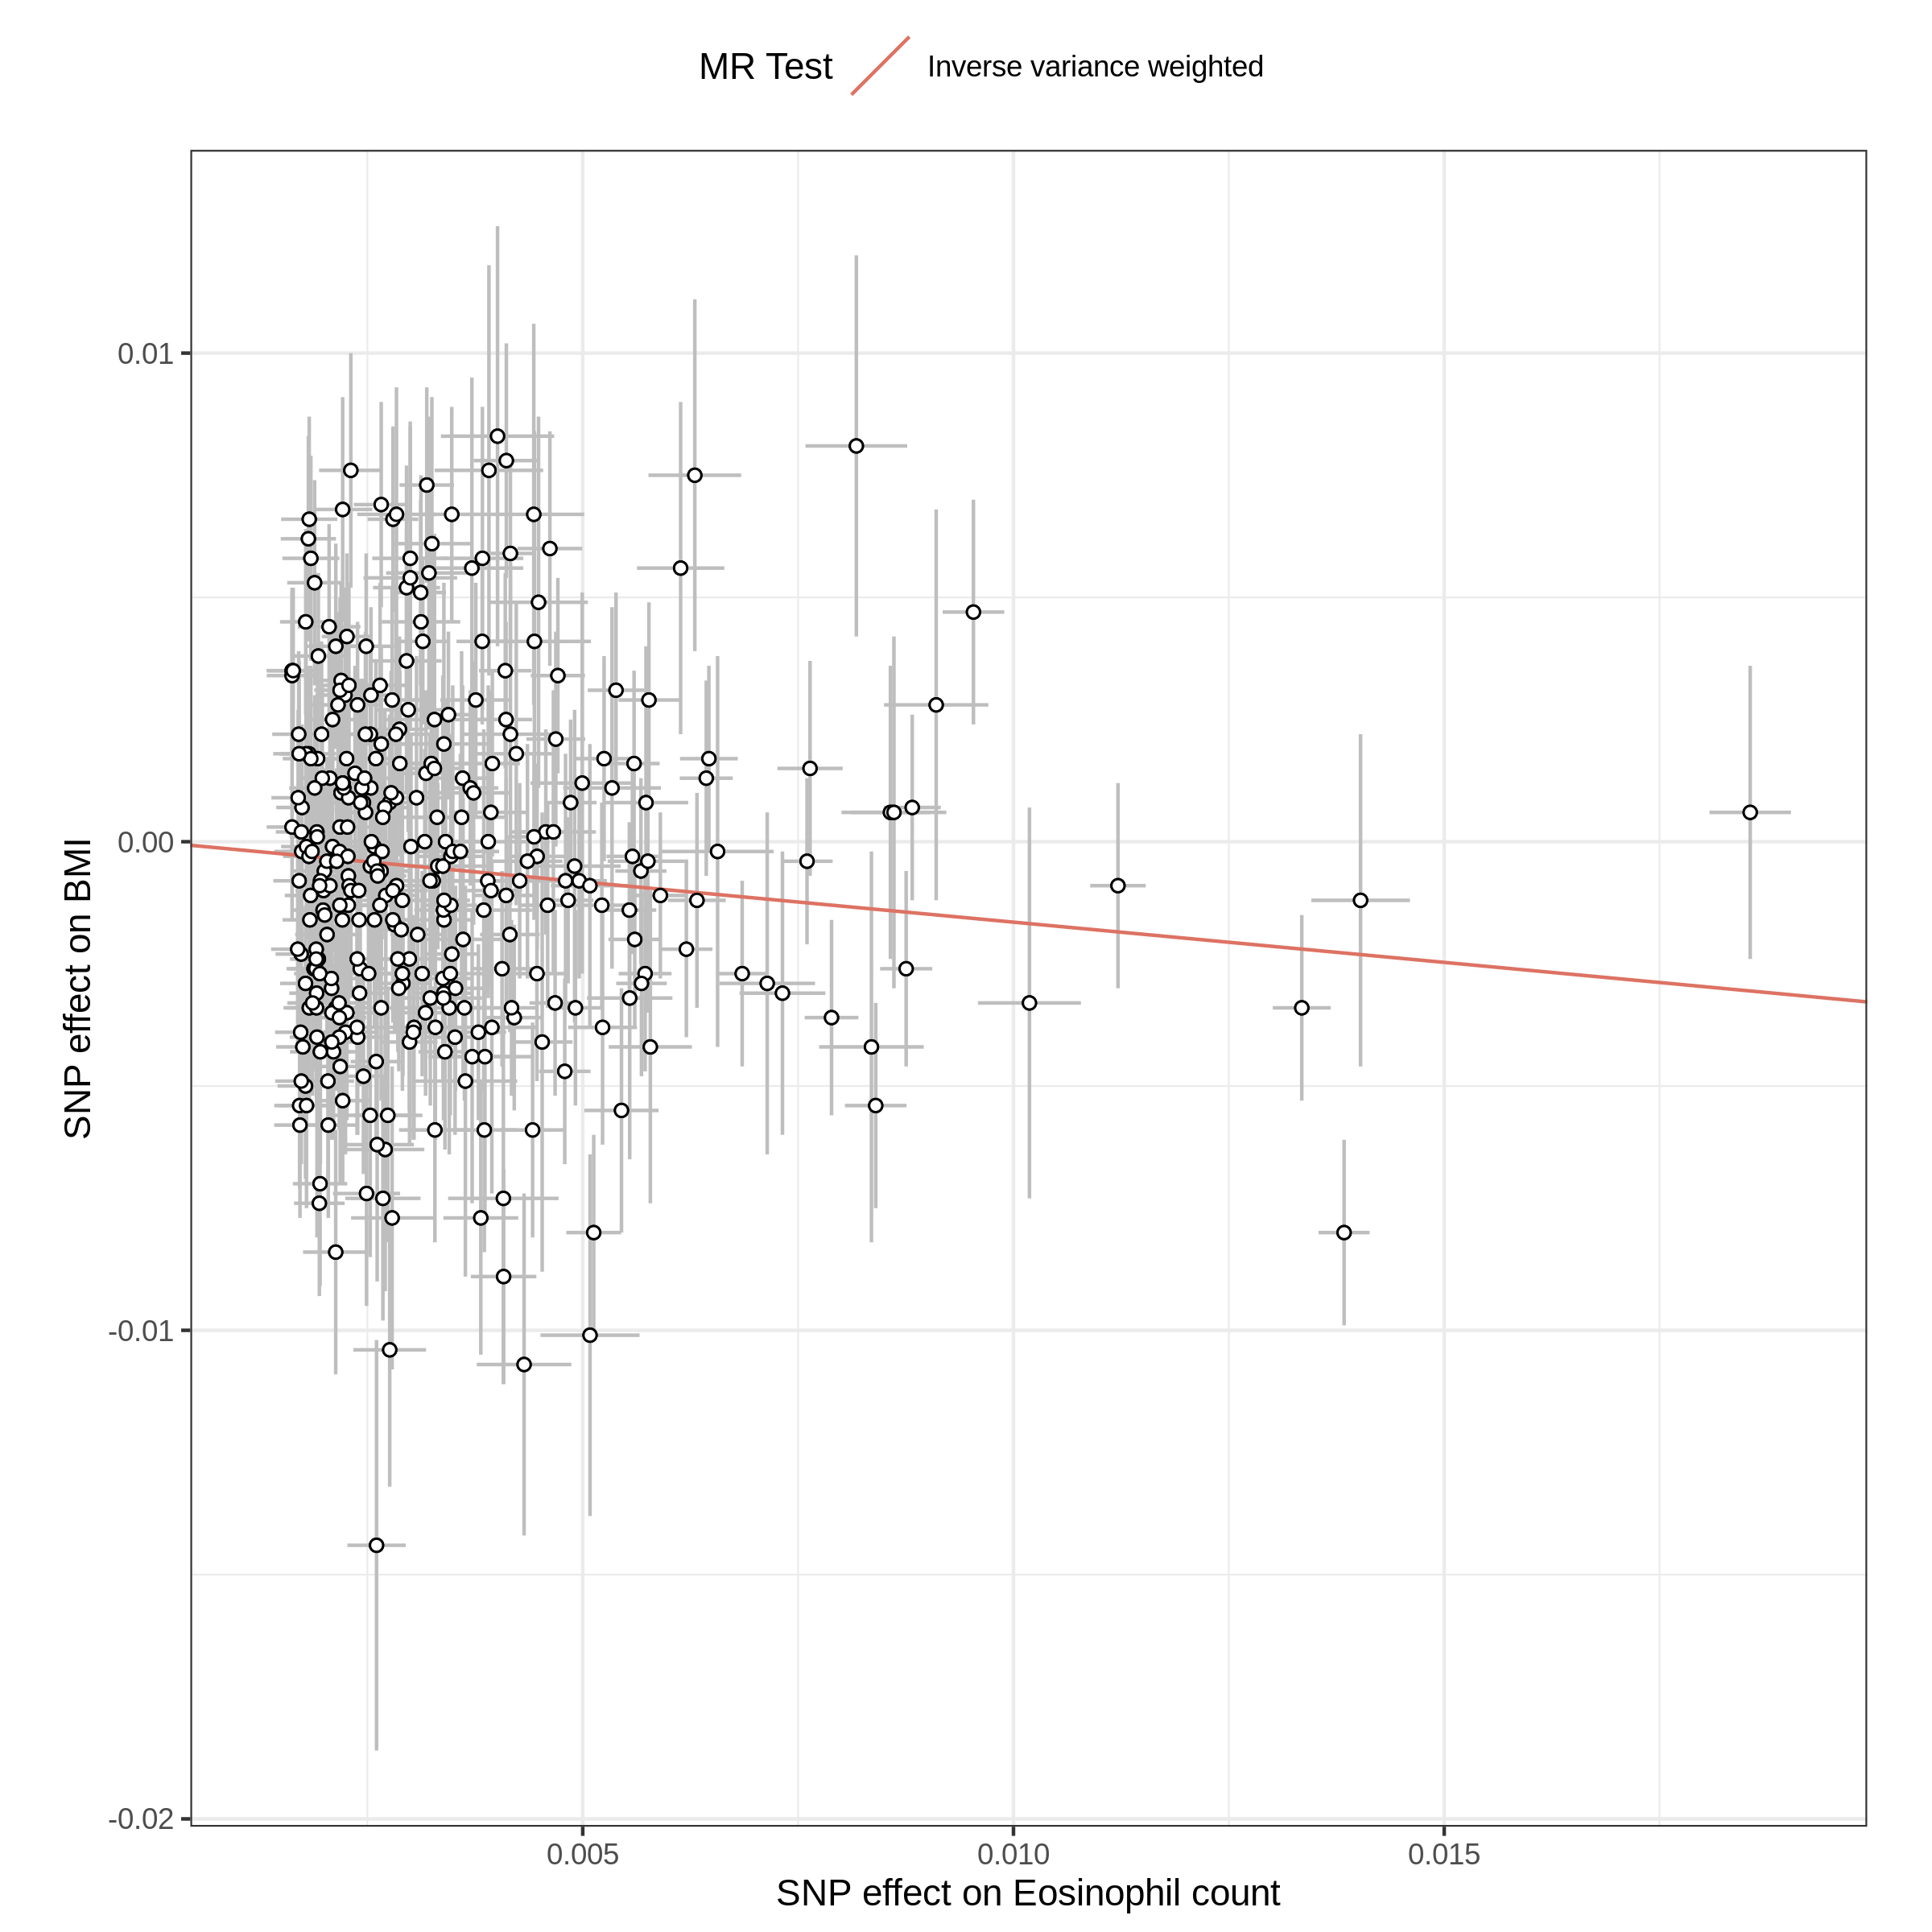 MR Test
Inverse variance weighted
SNP effect on BMI
0.01
0.00
-0.01
-0.02
0.005
0.010
0.015
SNP effect on Eosinophil count